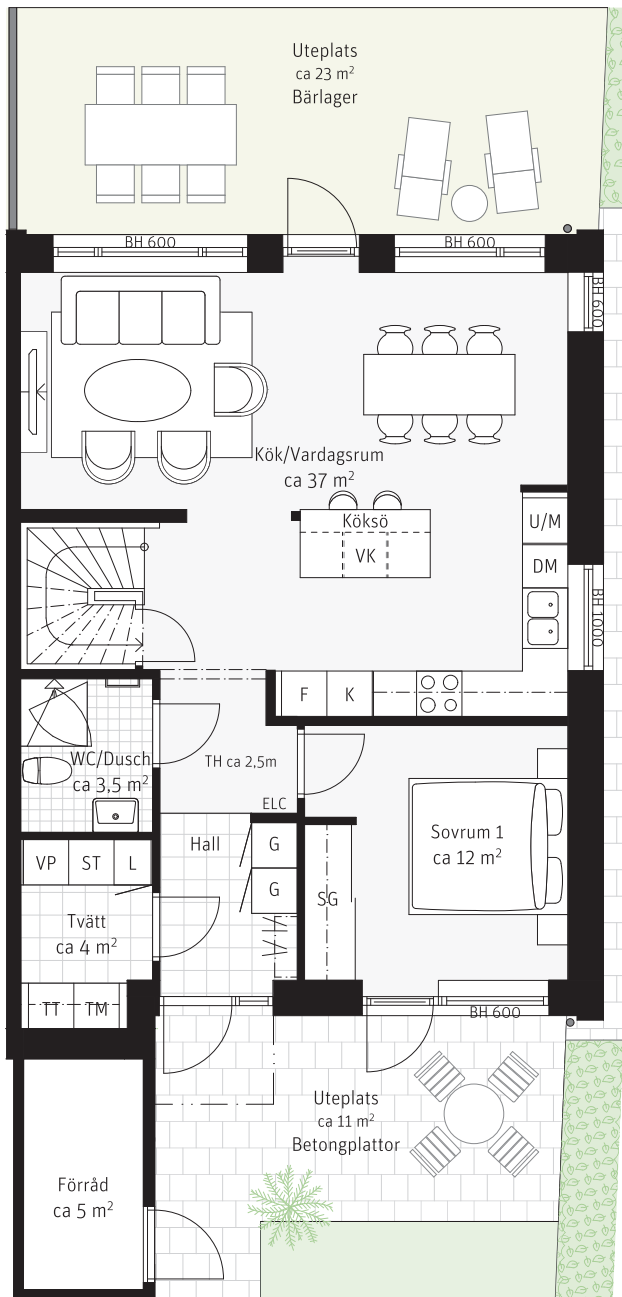 Uteplats
ca 23 m²
Bärlager
BH 600
BH 600
BH 600
Kök/Vardagsrum
ca 37 m²
Köksö
VK
U/M
DM
BH 1000
F
K
WC/Dusch
ca 3,5 m²
TH ca 2,5m
ELC
Hall
G
G
SG
Sovrum 1
ca 12 m²
VP
ST
L
Tvätt
ca 4 m²
TT
TM
BH 600
Uteplats
ca 11 m²
Betongplattor
Förråd
ca 5 m²